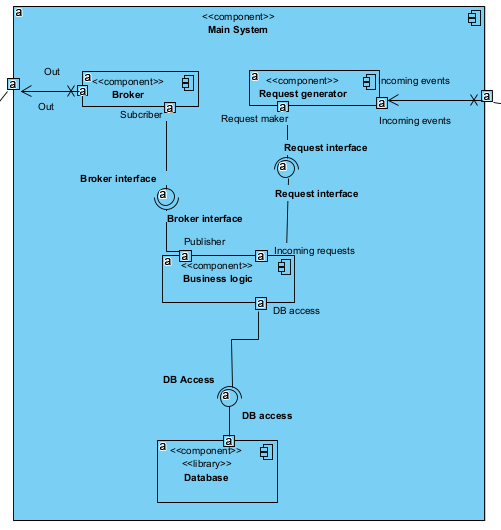 a
<<component>>
Main System
Out
a
<<component>>
Broker
a
<<component>>
Request generator
Incoming events
a
a
a
a
Out
a
Subcriber
a
Request maker
Incoming events
Request interface
a
Request interface
Broker interface
a
Broker interface
Publisher
a
a
Incoming requests
a
<<component>>
Business logic
a
DB access
DB Access
a
DB access
a
a
<<component>>
<<library>>
Database